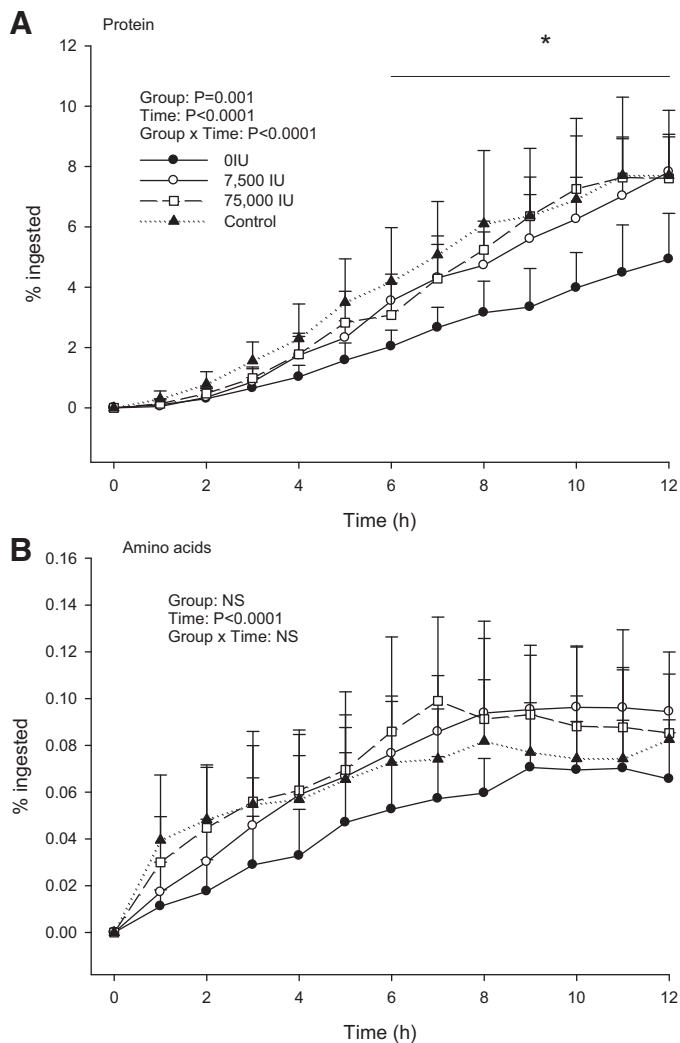 A Protein
12
*
10
8
6
4
2
0
% ingested
Group: P=0.001
Time: P<0.0001
Group x Time: P<0.0001
0IU
7,500 IU
75,000 IU
Control
0 2 4 6 8 10 12
Time (h)
B Amino acids
0.16
0.14
0.12
0.10
0.08
0.06
0.04
0.02
0.00
% ingested
Group: NS
Time: P<0.0001
Group x Time: NS
0 2 4 6 8 10 12
Time (h)